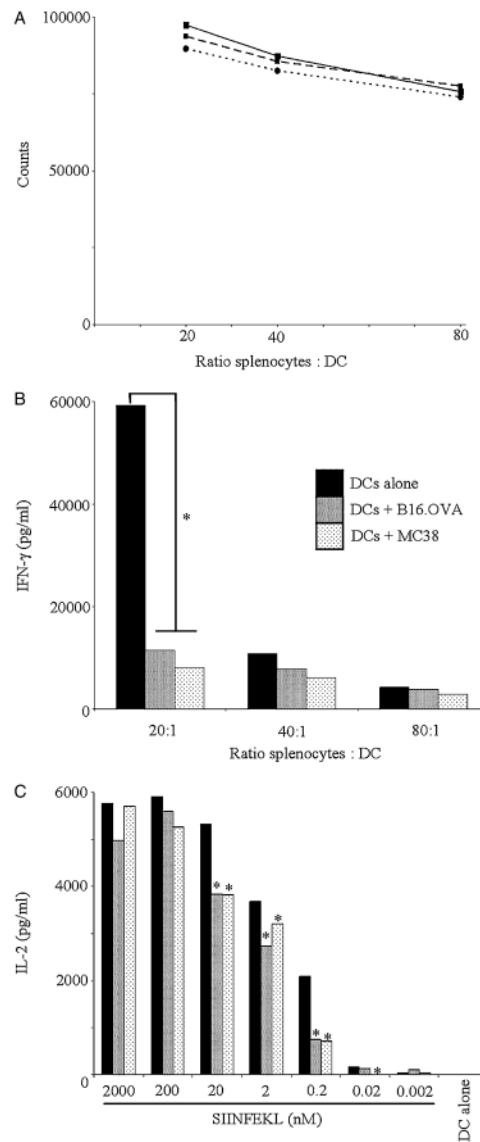 A
100000
50000
0
Counts
20
40
80
Ratio splenocytes : DC
B
60000
40000
20000
0
IFN-γ (pg/ml)
*
DCs alone
DCs + B16.OVA
DCs + MC38
20:1
40:1
80:1
Ratio splenocytes : DC
C
6000
4000
2000
0
IL-2 (pg/ml)
* *
* *
* *
*
2000
200
20
2
0.2
0.02
0.002
DC alone
SIINFEKL (nM)